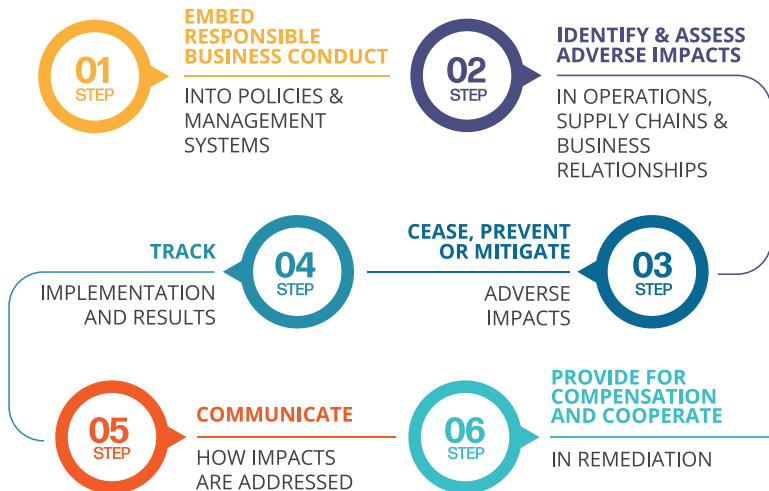 01
STEP
EMBED
RESPONSIBLE
BUSINESS CONDUCT
INTO POLICIES &
MANAGEMENT
SYSTEMS
02
STEP
IDENTIFY & ASSESS
ADVERSE IMPACTS
IN OPERATIONS,
SUPPLY CHAINS &
BUSINESS
RELATIONSHIPS
03
STEP
CEASE, PREVENT
OR MITIGATE
ADVERSE
IMPACTS
04
STEP
TRACK
IMPLEMENTATION
AND RESULTS
05
STEP
COMMUNICATE
HOW IMPACTS
ARE ADDRESSED
06
STEP
PROVIDE FOR
COMPENSATION
AND COOPERATE
IN REMEDIATION